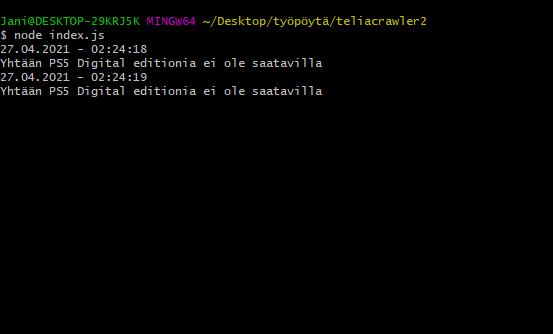 Jani@DESKTOP-29KRJ5K MINGW64 ~/Desktop/työpöytä/teliacrawler2
$ node index.js
27.04.2021 - 02:24:18
Yhtään PS5 Digital editionia ei ole saatavilla
27.04.2021 - 02:24:19
Yhtään PS5 Digital editionia ei ole saatavilla